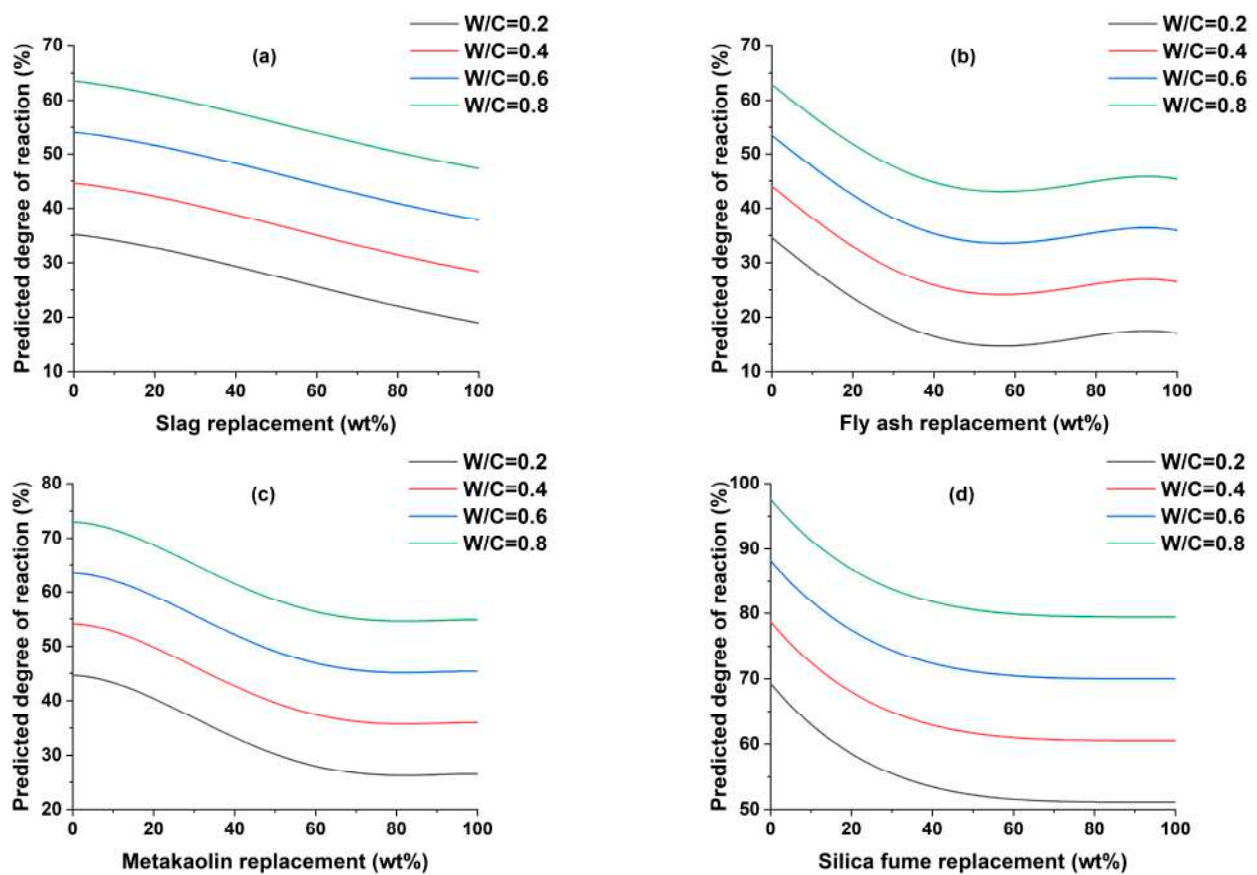 W/C=0.2
W/C=0.4
W/C=0.6
W/C=0.8
(a)
Predicted degree of reaction (%)
70
60
50
40
30
20
10
0 20 40 60 80 100
Slag replacement (wt%)
W/C=0.2
W/C=0.4
W/C=0.6
W/C=0.8
(b)
Predicted degree of reaction (%)
70
60
50
40
30
20
10
0 20 40 60 80 100
Fly ash replacement (wt%)
W/C=0.2
W/C=0.4
W/C=0.6
W/C=0.8
(c)
Predicted degree of reaction (%)
80
70
60
50
40
30
20
0 20 40 60 80 100
Metakaolin replacement (wt%)
W/C=0.2
W/C=0.4
W/C=0.6
W/C=0.8
(d)
Predicted degree of reaction (%)
100
90
80
70
60
50
0 20 40 60 80 100
Silica fume replacement (wt%)